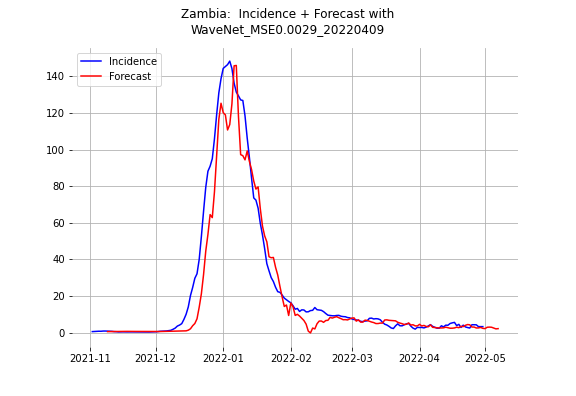 Zambia:  Incidence + Forecast with
WaveNet_MSE0.0029_20220409
Incidence
Forecast
140
120
100
80
60
40
20
0
2021-11 2021-12 2022-01 2022-02 2022-03 2022-04 2022-05